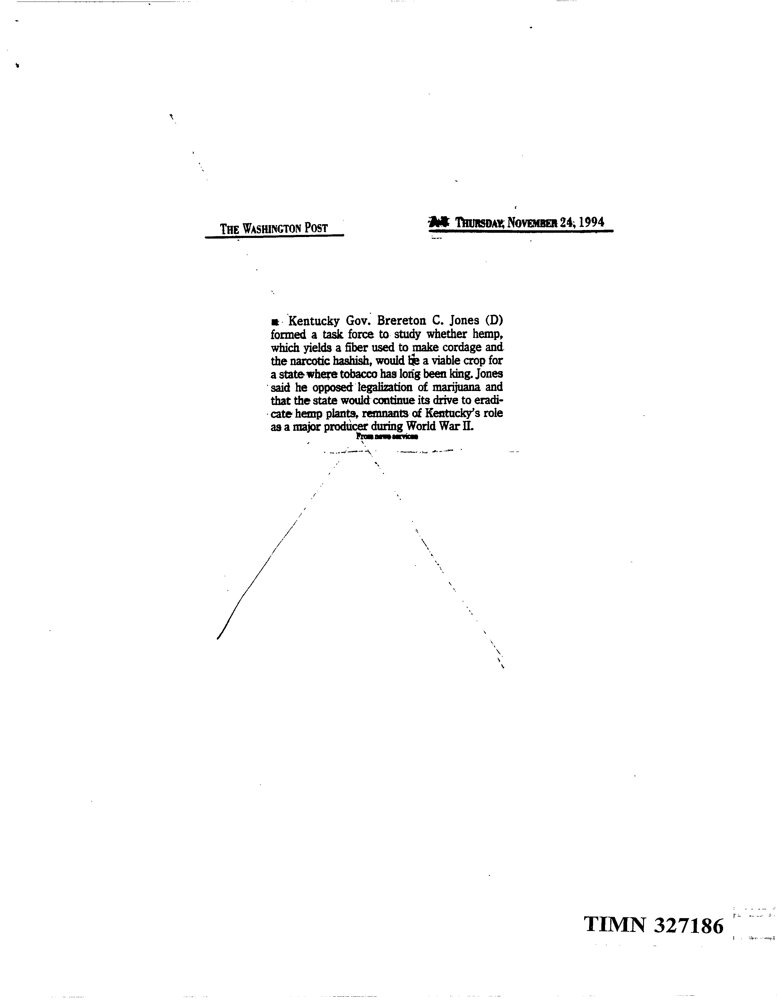 THE WASHINGTON POST
THURSDAY, NOVEMBER 24, 1994
Kentucky Gov. Brereton C. Jones (D)
formed a task force to study whether hemp,
which yields a fiber used to make cordage and
the narcotic hashish, would be a viable crop for
a state where tobacco has long been king. Jones
said he opposed legalization of marijuana and
that the state would continue its drive to eradi-
cate hemp plants, remnants of Kentucky's role
as a major producer during World War II.
From news services
TIMN 327186